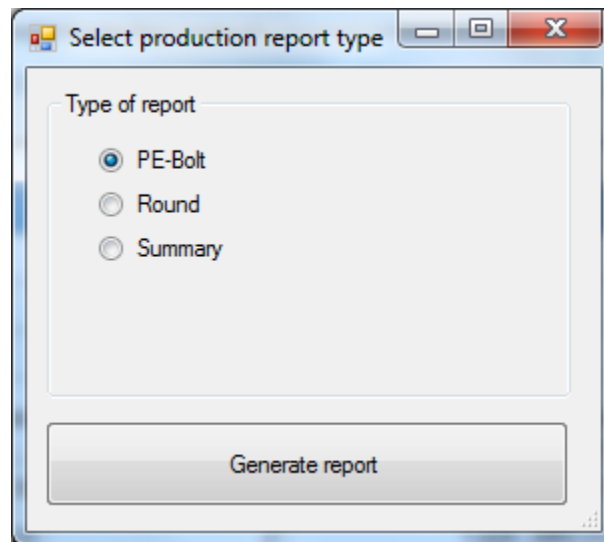 Select production report type
Type of report
PE-Bolt
Round
Summary
Generate report